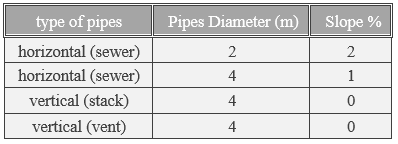 type of pipes Pipes Diameter (m) Slope %
horizontal (sewer) 2 2
horizontal (sewer) 4 1
vertical (stack) 4 0
vertical (vent) 4 0